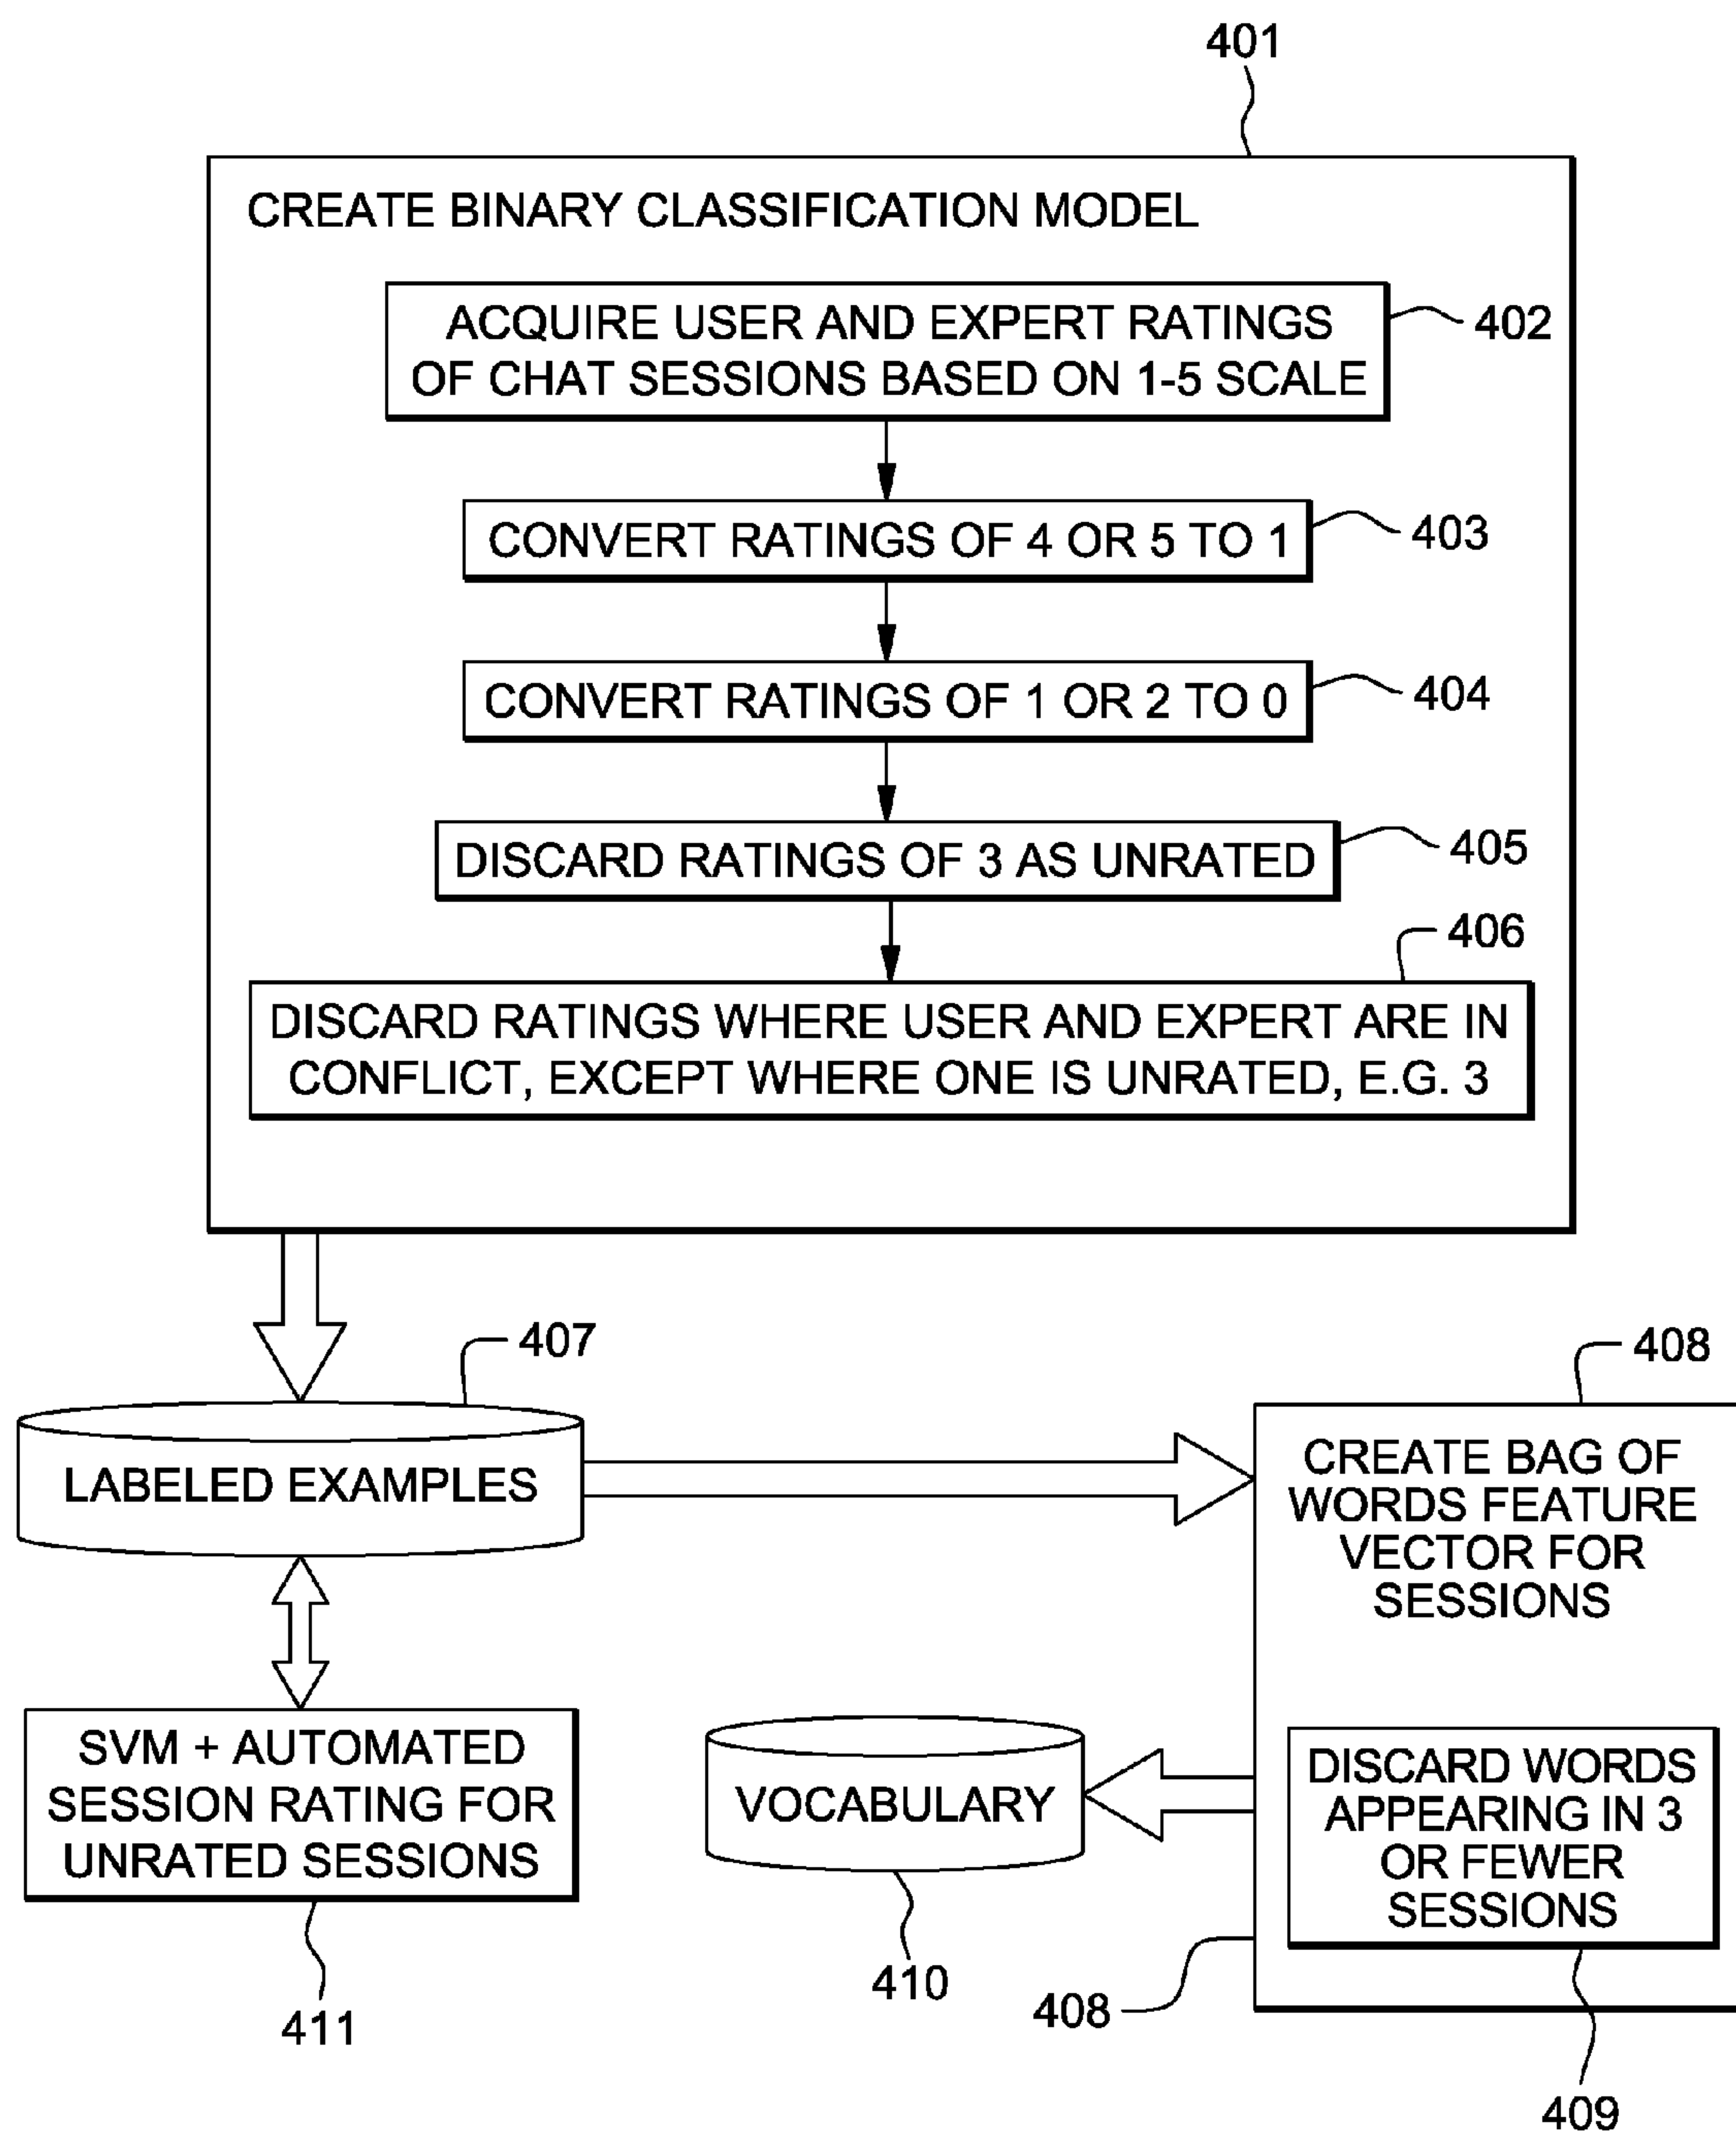 401
CREATE BINARY CLASSIFICATION MODEL
ACQUIRE USER AND EXPERT RATINGS
OF CHAT SESSIONS BASED ON 1-5 SCALE
402
CONVERT RATINGS OF 4 OR 5 TO 1
403
CONVERT RATINGS OF 1 OR 2 TO 0
404
DISCARD RATINGS OF 3 AS UNRATED
405
406
DISCARD RATINGS WHERE USER AND EXPERT ARE IN
CONFLICT, EXCEPT WHERE ONE IS UNRATED, E.G. 3
407
LABELED EXAMPLES
408
CREATE BAG OF
WORDS FEATURE
VECTOR FOR
SESSIONS
SVM + AUTOMATED
SESSION RATING FOR
UNRATED SESSIONS
411
VOCABULARY
410
DISCARD WORDS
APPEARING IN 3
OR FEWER
SESSIONS
408
409